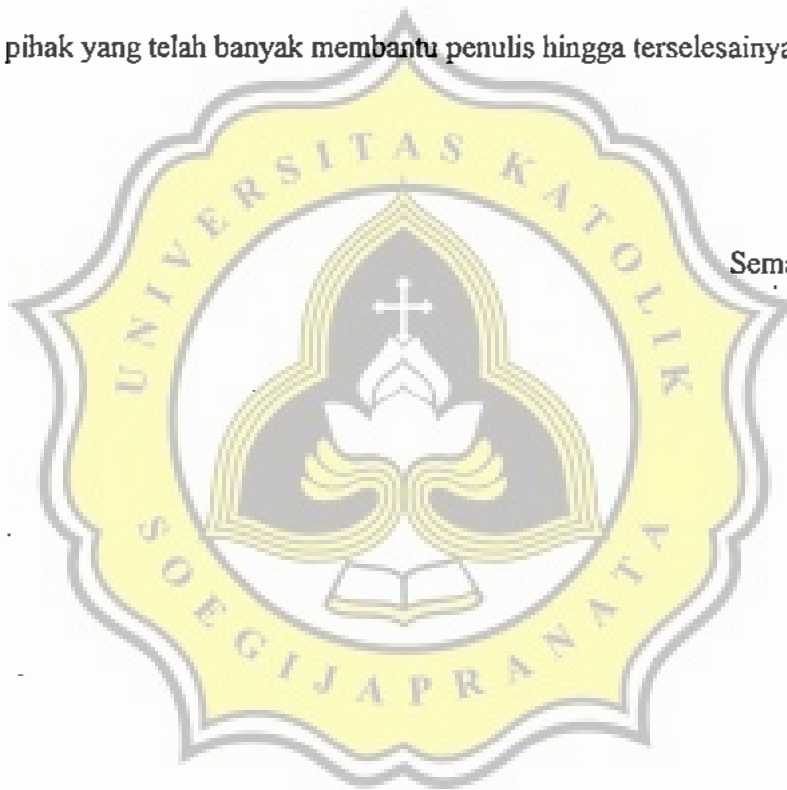 pihak yang telah banyak membantu penulis hingga terselesainya
UNIVERSITAS KATOLIK
Sema
SOEGIJAPRANATA